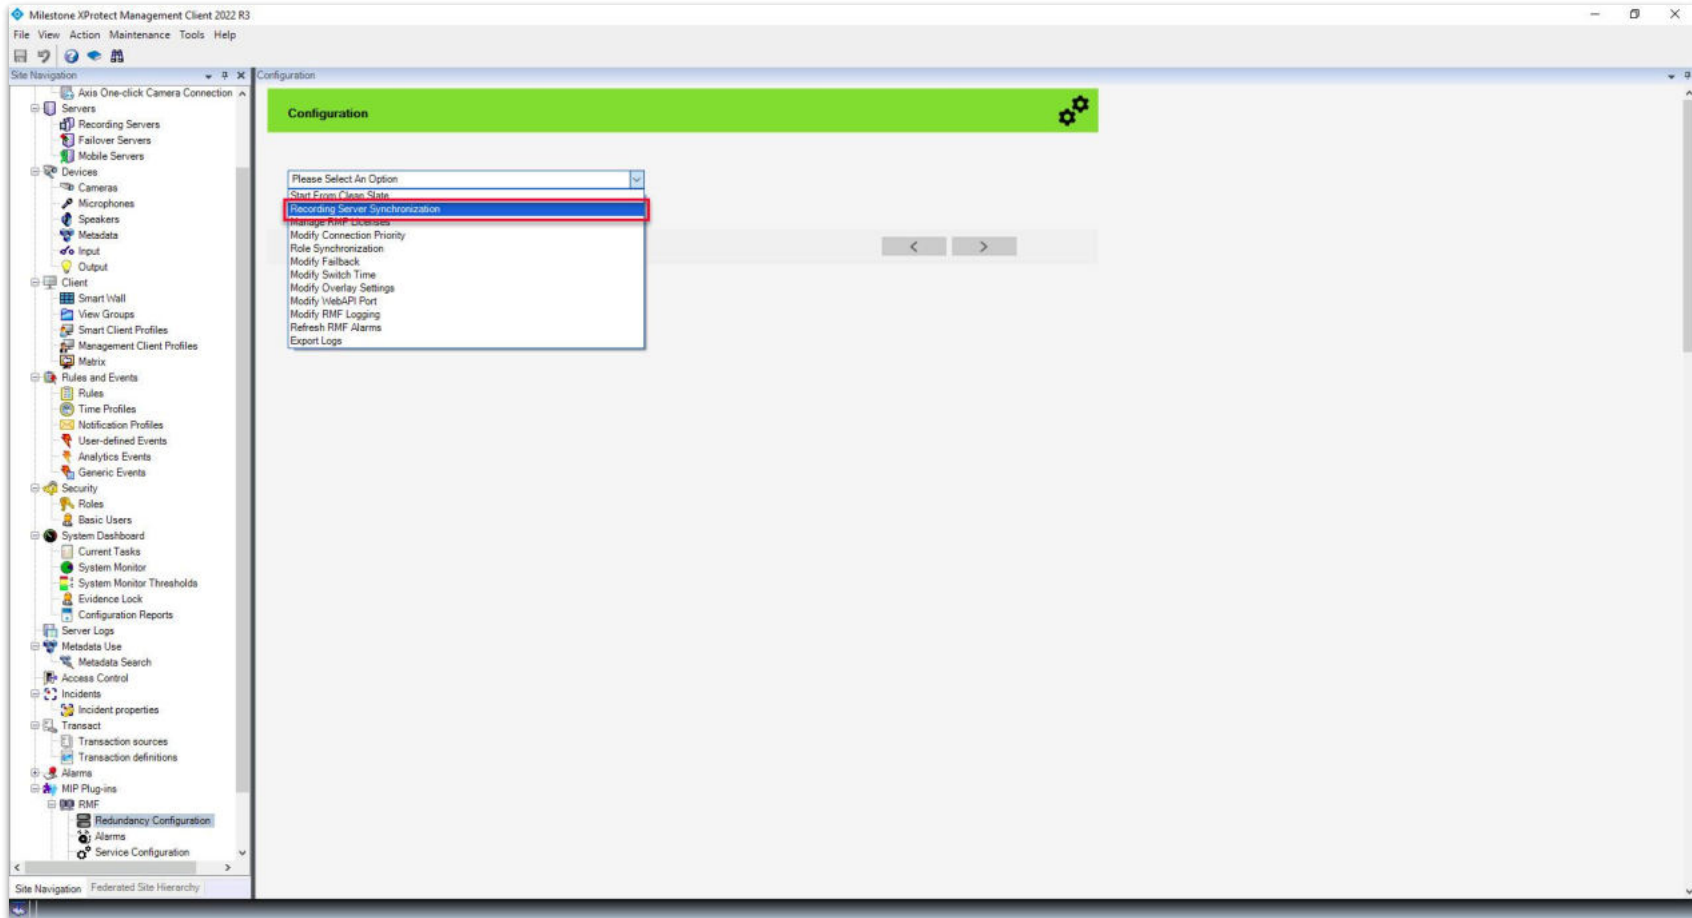 Milestone XProtect Management Client 2022 R3
File View Action Maintenance Tools Help
Site Navigation
Axis One-click Camera Connection
Servers
Recording Servers
Failover Servers
Mobile Servers
Devices
Cameras
Microphones
Speakers
Metadata
Input
Output
Client
Smart Wall
View Groups
Smart Client Profiles
Management Client Profiles
Matrix
Rules and Events
Rules
Time Profiles
Notification Profiles
User-defined Events
Analytics Events
Generic Events
Security
Roles
Basic Users
System Dashboard
Current Tasks
System Monitor
System Monitor Thresholds
Evidence Lock
Configuration Reports
Server Logs
Metadata Use
Metadata Search
Access Control
Incidents
Incident properties
Transact
Transaction sources
Transaction definitions
Alarms
MIP Plug-ins
RMF
Redundancy Configuration
Alarms
Service Configuration
Site Navigation Federated Site Hierarchy
Configuration
Configuration
Please Select An Option
Start From Clean Slate
Recording Server Synchronization
Manage RMF Licenses
Modify Connection Priority
Role Synchronization
Modify Failback
Modify Switch Time
Modify Overlay Settings
Modify WebAPI Port
Modify RMF Logging
Refresh RMF Alarms
Export Logs